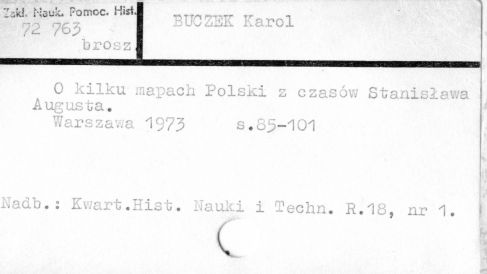 Zakł. Nauk. Pomoc. Hist.
72 763
brosz.
BUCZEK Karol
O kilku mapach Polski z czasów Stanisława
Augusta.
Warszawa 1973 s.85-101
Nadb.: Kwart.Hist. Nauki i Techn. R.18, nr 1.